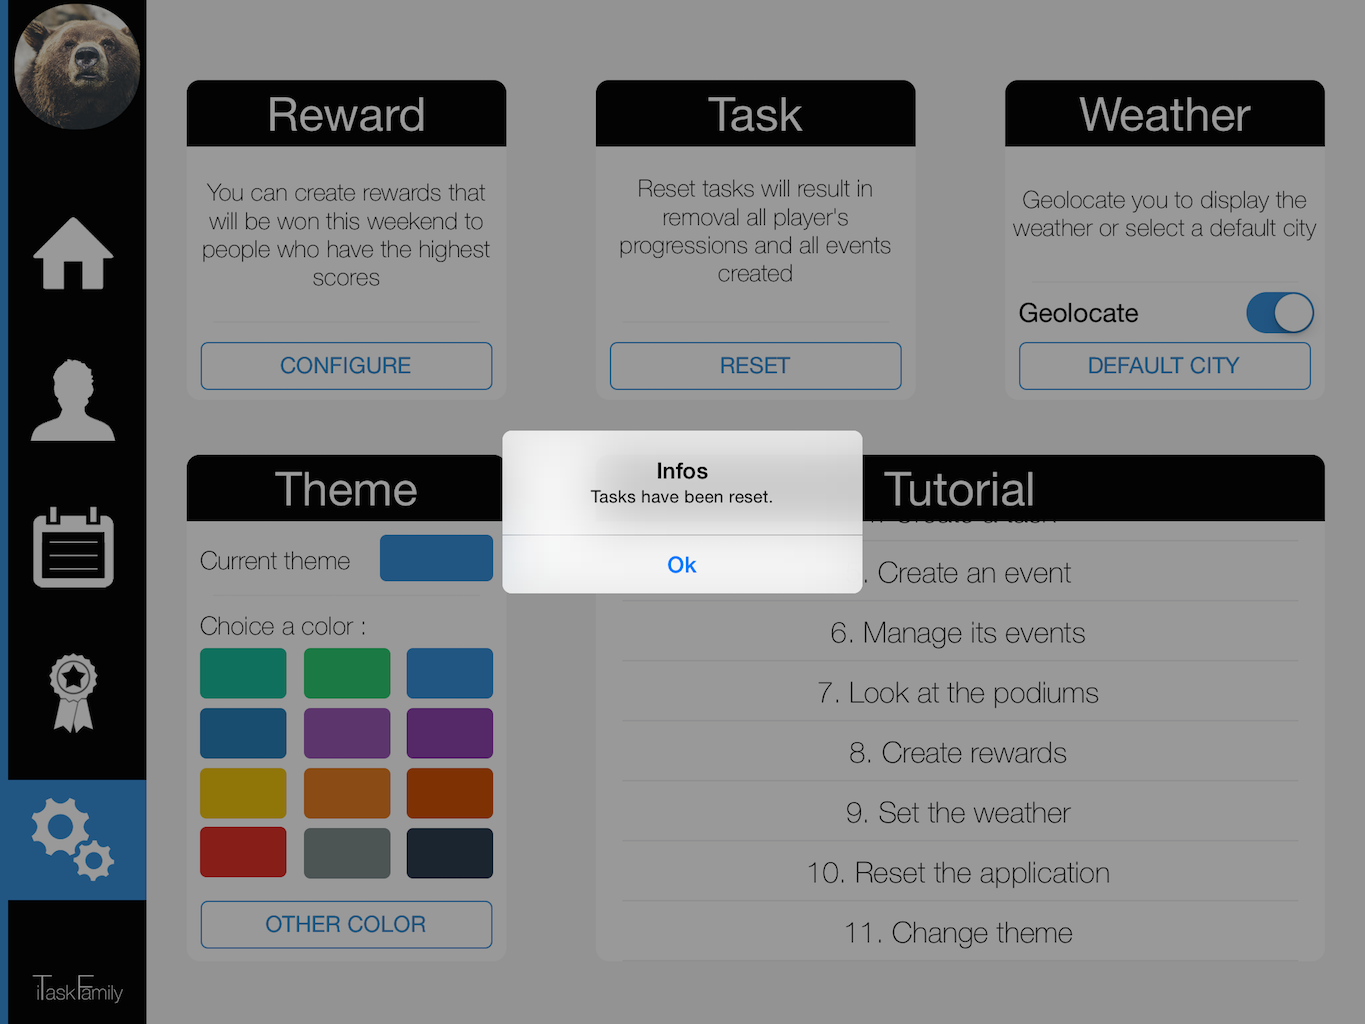 Reward
You can create rewards that
will be won this weekend to
people who have the highest
scores
CONFIGURE
Task
Reset tasks will result in
removal all player's
progressions and all events
created
RESET
Weather
Geolocate you to display the
weather or select a default city
Geolocate
DEFAULT CITY
Infos
Tasks have been reset.
Ok
Theme
Current theme
Choice a color :
OTHER COLOR
Tutorial
Create a task
. Create an event
6. Manage its events
7. Look at the podiums
8. Create rewards
9. Set the weather
10. Reset the application
11. Change theme
iTaskFamily